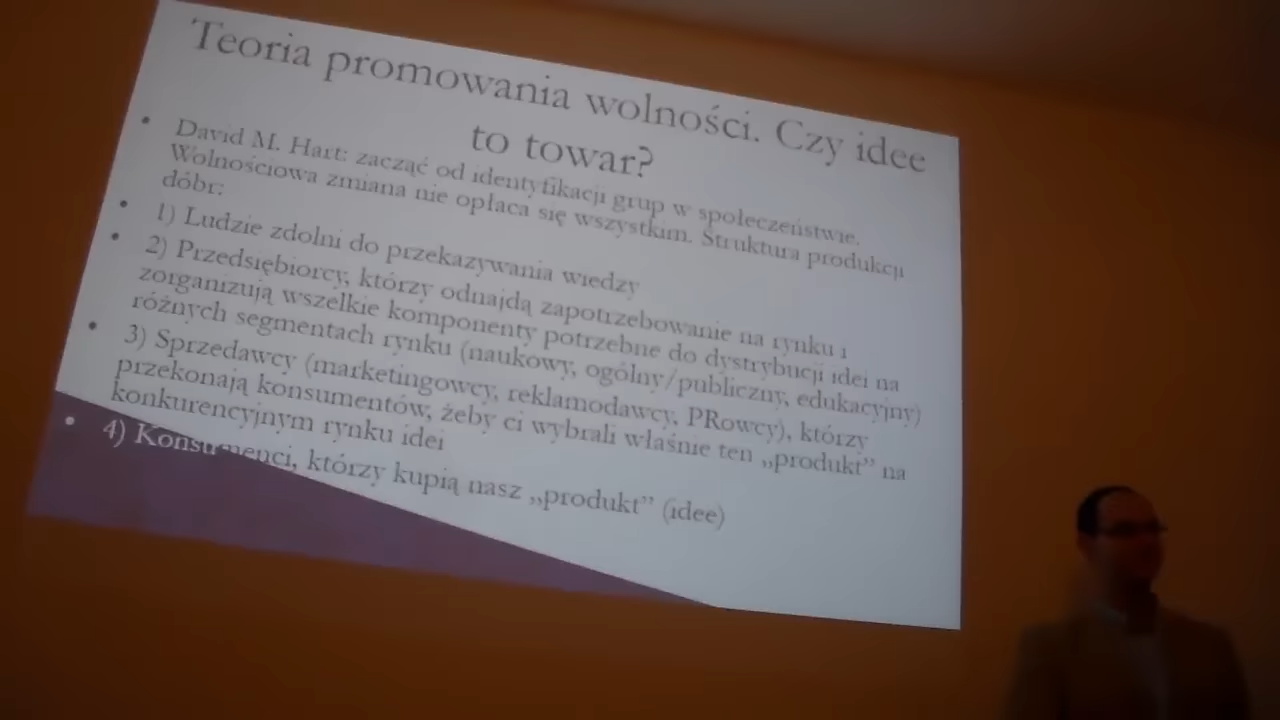 Teoria promowania wolności. Czy idee
to towar?
• David M. Hart: zacząć od identyfikacji grup w społeczeństwie.
Wolnościowa zmiana nie opłaca się wszystkim. Struktura produkcji
dóbr:
• 1) Ludzie zdolni do przekazywania wiedzy
• 2) Przedsiębiorcy, którzy odnajdą zapotrzebowanie na rynku i
zorganizują wszelkie komponenty potrzebne do dystrybucji idei na
różnych segmentach rynku (naukowy, ogólny/publiczny, edukacyjny)
• 3) Sprzedawcy (marketingowcy, reklamodawcy, PRowcy), którzy
przekonają konsumentów, żeby ci wybrali właśnie ten „produkt” na
konkurencyjnym rynku idei
• 4) Konsumenci, którzy kupią nasz „produkt” (idee)